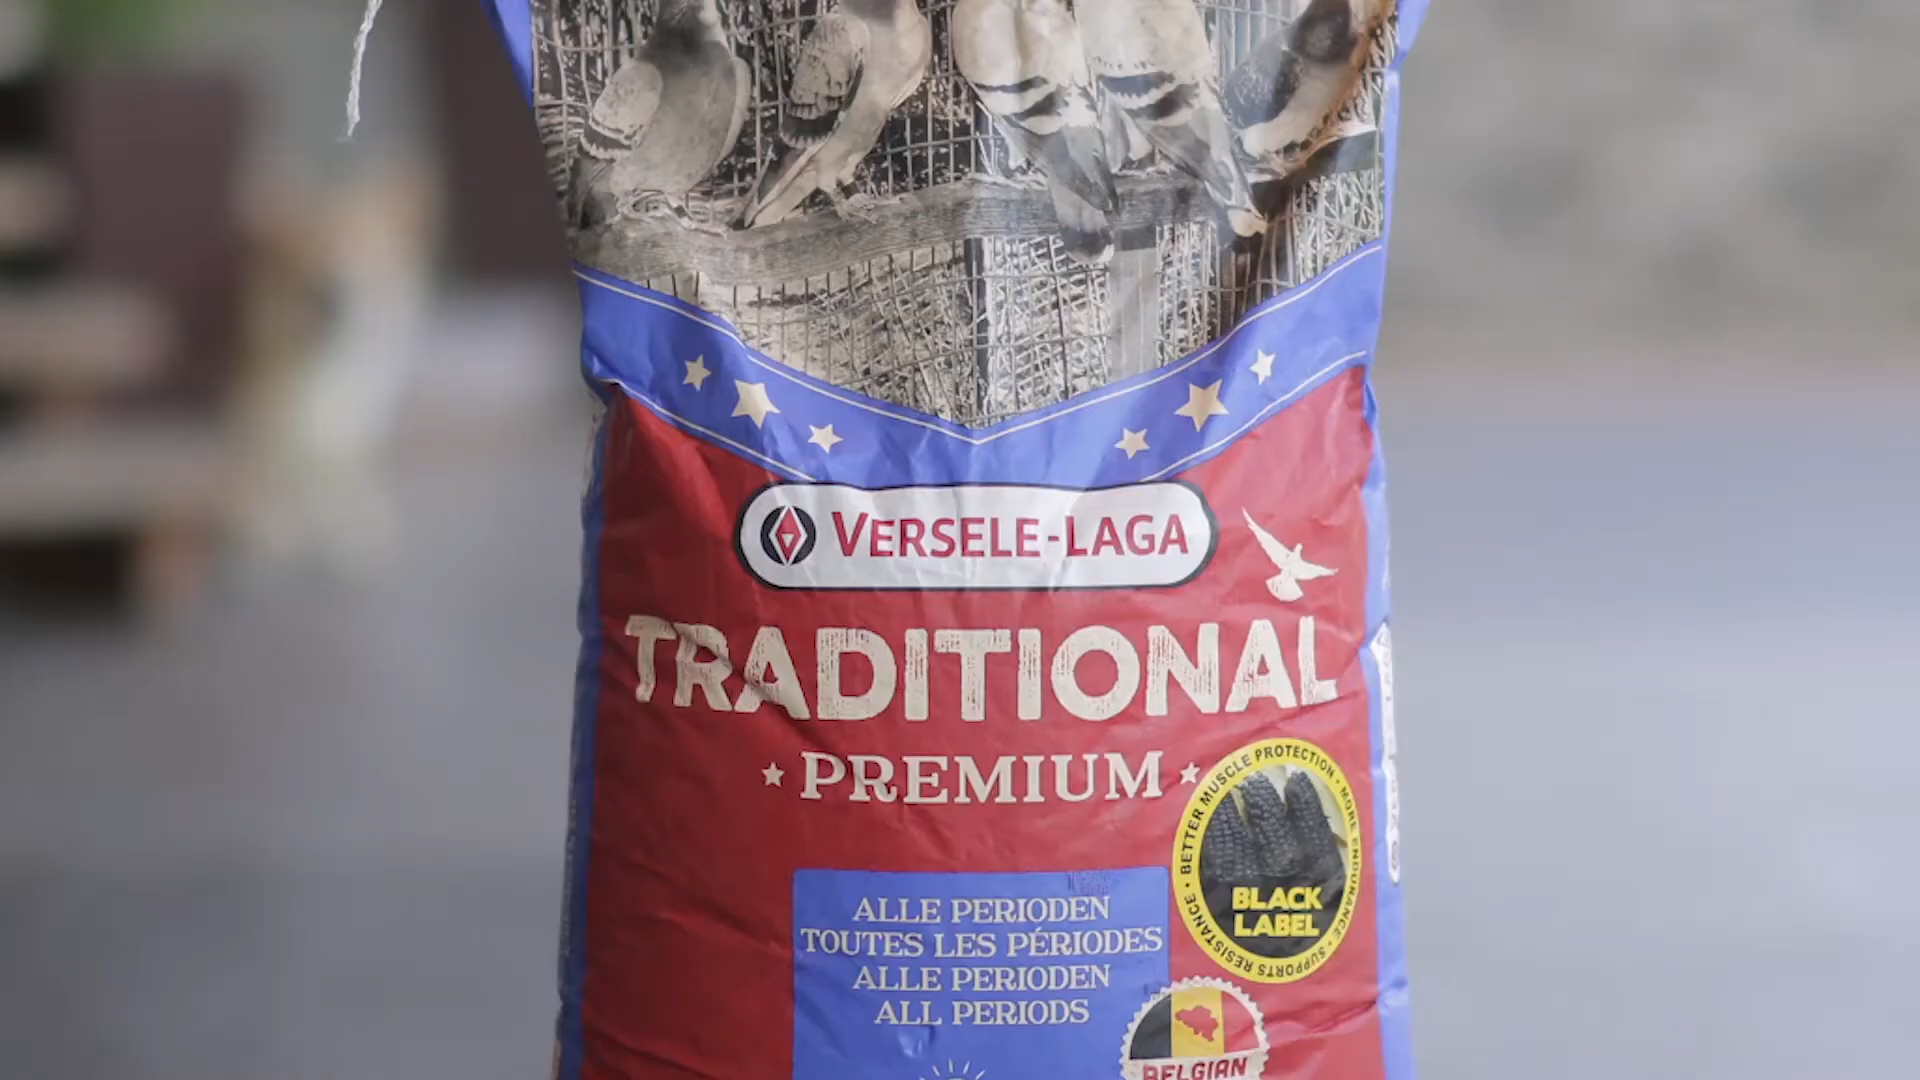 VERSELE-LAGA
TRADITIONAL
PREMIUM
BETTER MUSCLE PROTECTION • MORE ENDURANCE • SUPPORTS RESISTANCE •
BLACK
LABEL
ALLE PERIODEN
TOUTES LES PÉRIODES
ALLE PERIODEN
ALL PERIODS
BELGIAN